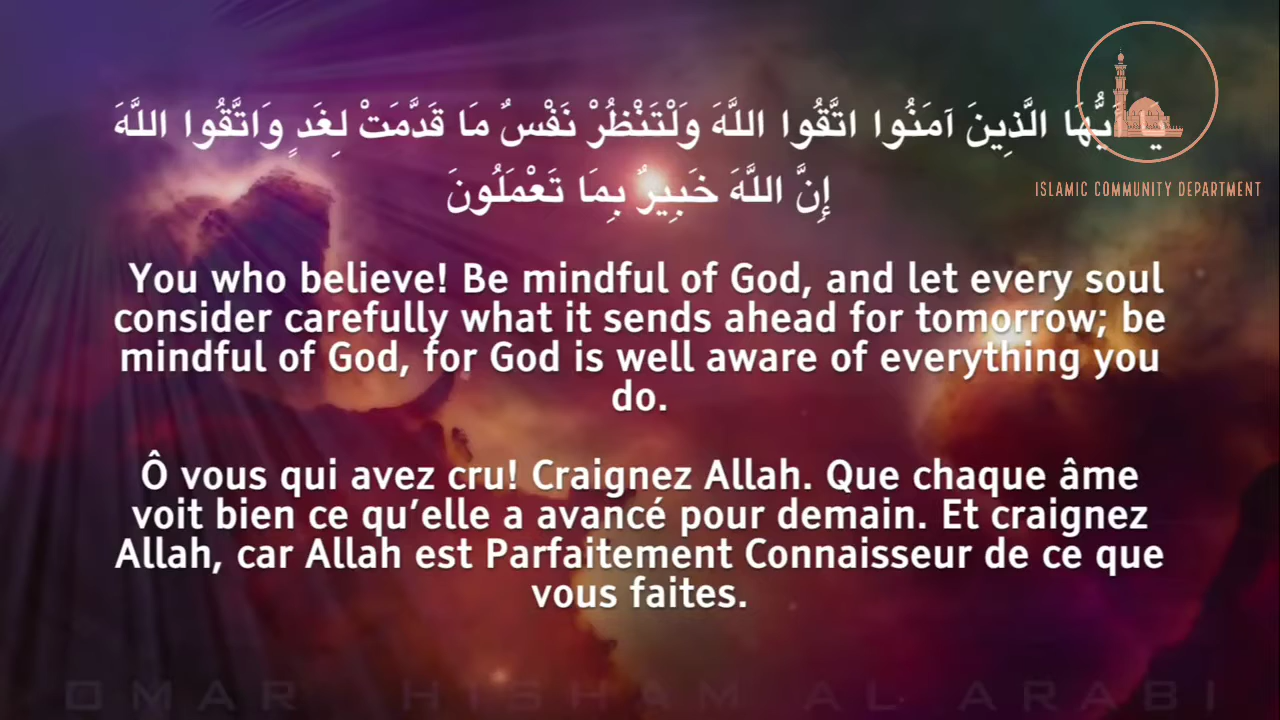 يَا أَيُّهَا الَّذِينَ آمَنُوا اتَّقُوا اللَّهَ وَلْتَنْظُرْ نَفْسٌ مَا قَدَّمَتْ لِغَدٍ وَاتَّقُوا اللَّهَ
إِنَّ اللَّهَ خَبِيرٌ بِمَا تَعْمَلُونَ
ISLAMIC COMMUNITY DEPARTMENT
You who believe! Be mindful of God, and let every soul
consider carefully what it sends ahead for tomorrow; be
mindful of God, for God is well aware of everything you
do.
Ô vous qui avez cru! Craignez Allah. Que chaque âme
voit bien ce qu’elle a avancé pour demain. Et craignez
Allah, car Allah est Parfaitement Connaisseur de ce que
vous faites.
OMAR HISHAM AL ARABI